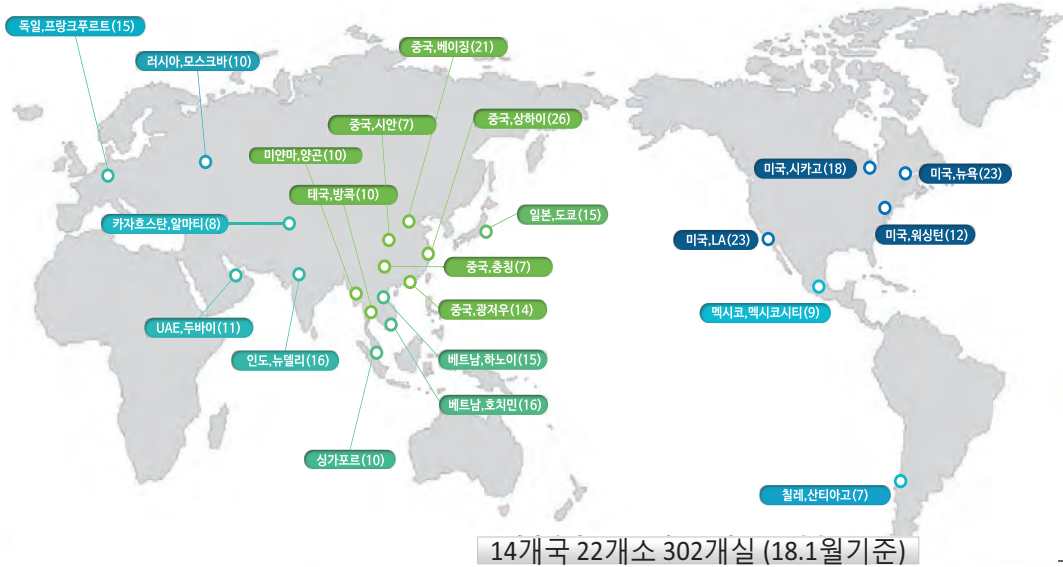 독일,프랑크푸르트(15)
러시아,모스크바(10)
중국,베이징(21)
중국,시안(7)
중국,상하이(26)
미얀마,양곤(10)
태국,방콕(10)
카자흐스탄,알마티(8)
일본,도쿄(15)
중국,충칭(7)
UAE,두바이(11)
중국,광저우(14)
인도,뉴델리(16)
베트남,하노이(15)
베트남,호치민(16)
싱가포르(10)
미국,시카고(18)
미국,뉴욕(23)
미국,LA(23)
미국,워싱턴(12)
멕시코,멕시코시티(9)
칠레,산티아고(7)
14개국 22개소 302개실 (18.1월기준)